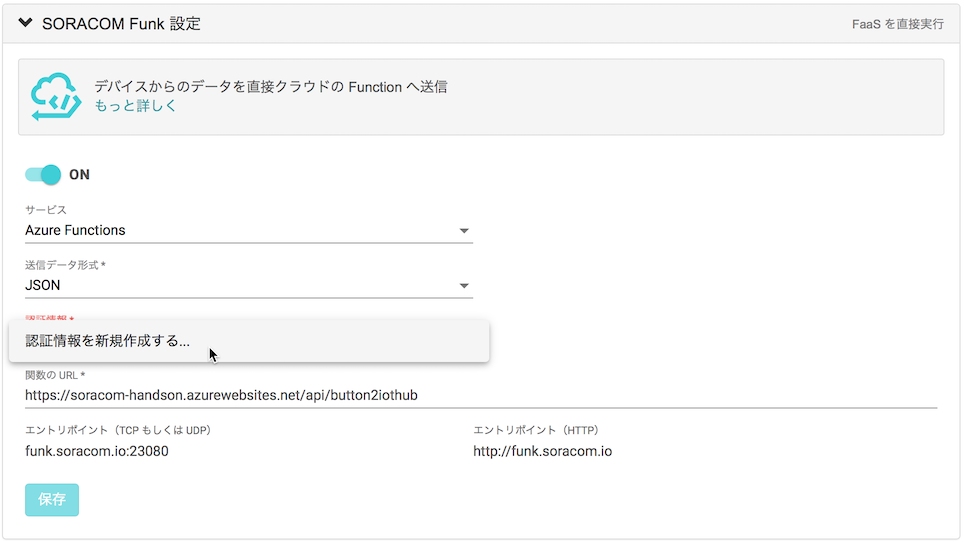 SORACOM Funk 設定
FaaS を直接実行
デバイスからのデータを直接クラウドの Function へ送信
もっと詳しく
ON
サービス
Azure Functions
送信データ形式 *
JSON
認証情報 *
認証情報を新規作成する...
関数の URL *
https://soracom-handson.azurewebsites.net/api/button2iothub
エントリポイント（TCP もしくは UDP）
エントリポイント（HTTP）
funk.soracom.io:23080
http://funk.soracom.io
保存